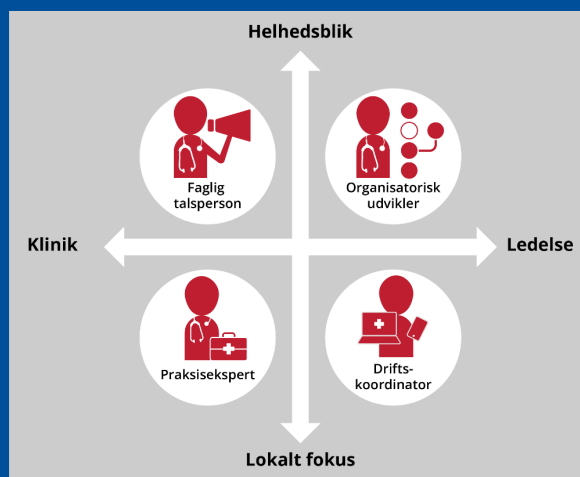 Helhedsblik
Faglig
talsperson
Organisatorisk
udvikler
Klinik
Ledelse
Praksisekspert
Drifts-
koordinator
Lokalt fokus